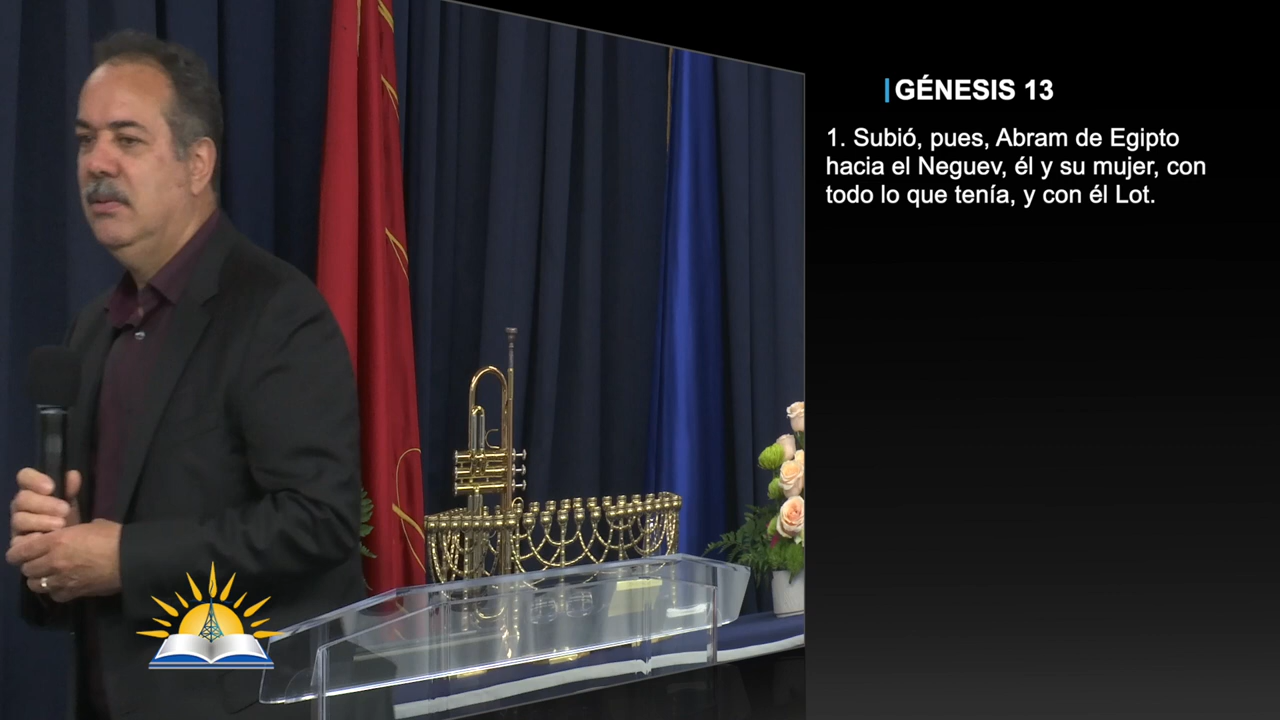 GÉNESIS 13
1. Subió, pues, Abram de Egipto
hacia el Neguev, él y su mujer, con
todo lo que tenía, y con él Lot.